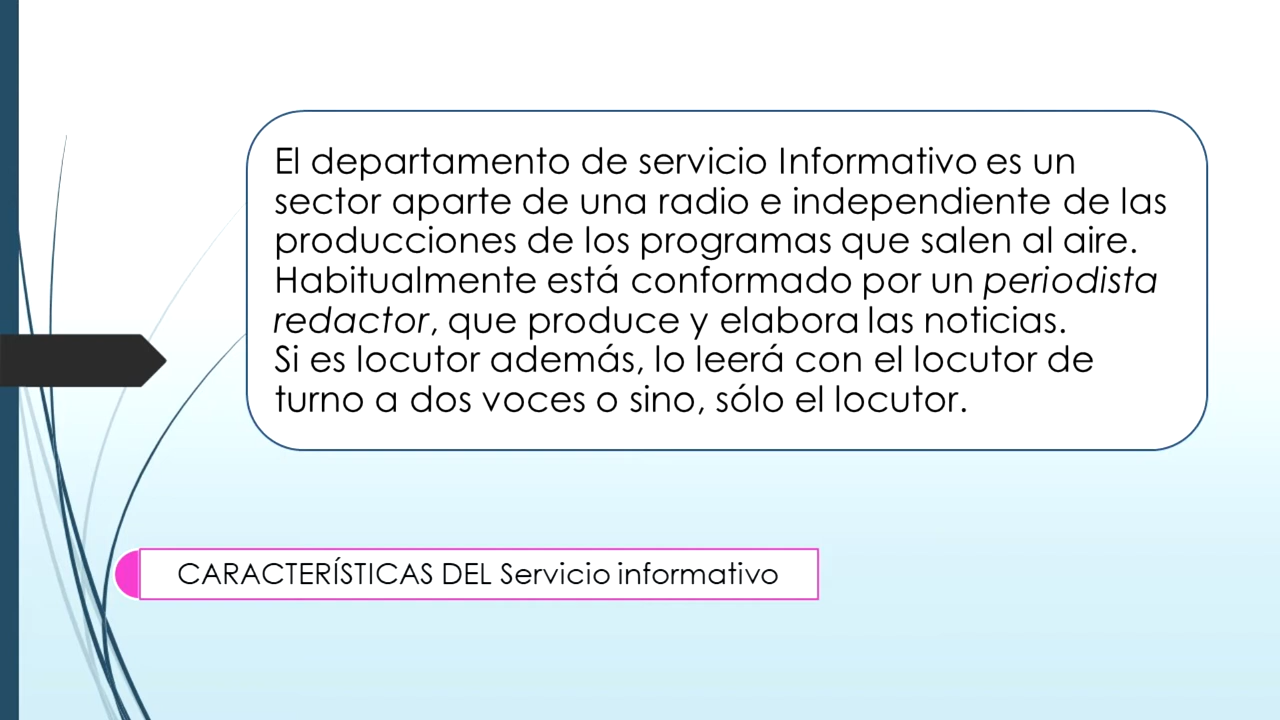 El departamento de servicio Informativo es un
sector aparte de una radio e independiente de las
producciones de los programas que salen al aire.
Habitualmente está conformado por un periodista
redactor, que produce y elabora las noticias.
Si es locutor además, lo leerá con el locutor de
turno a dos voces o sino, sólo el locutor.
CARACTERÍSTICAS DEL Servicio informativo